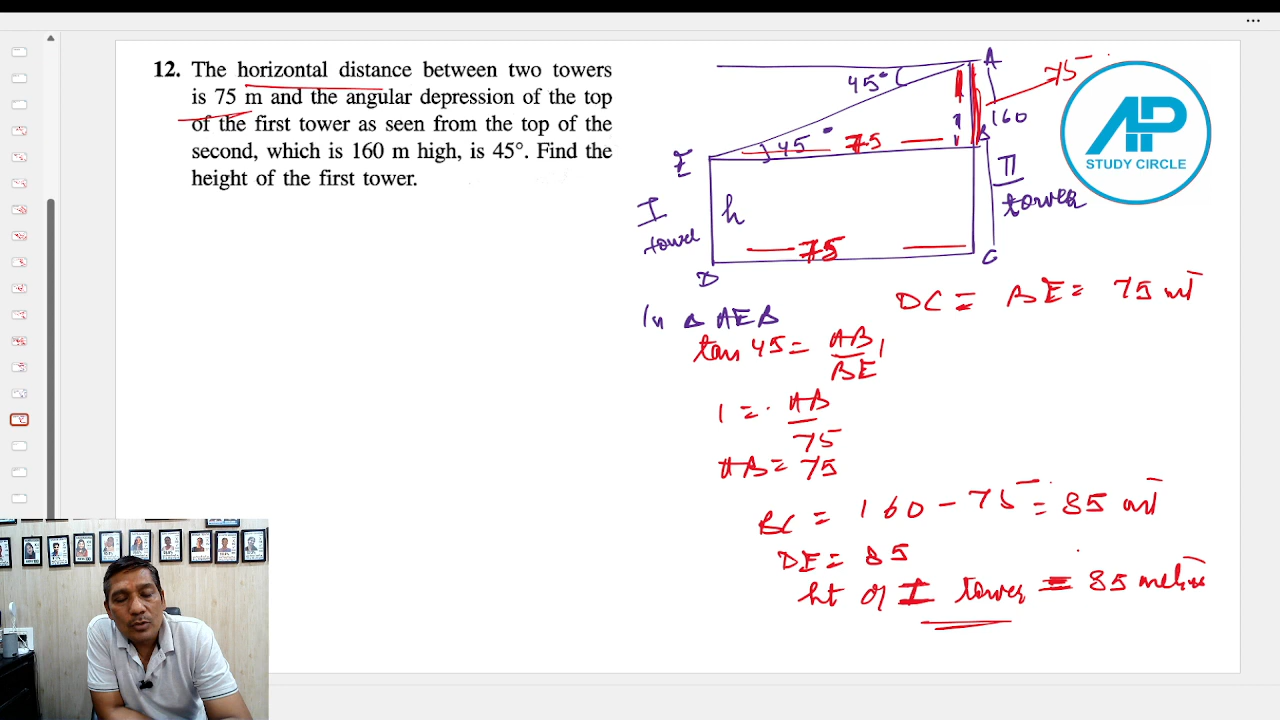 12. The horizontal distance between two towers
is 75 m and the angular depression of the top
of the first tower as seen from the top of the
second, which is 160 m high, is 45°. Find the
height of the first tower.
A
45°
75
160
B
E
45°
75
I
tower
h
II
tower
75
D
C
STUDY CIRCLE
DC = BE = 75 mt
In Δ AEB
tan 45 = AB
BE
1 = AB
75
AB = 75
BC = 160 - 75 = 85 mt
DE = 85
ht of I tower = 85 metres